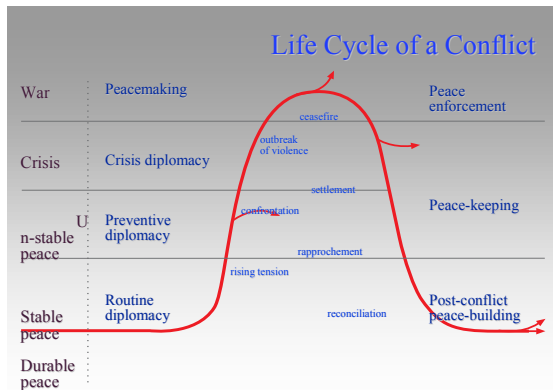 Life Cycle of a Conflict
War
Peacemaking
Peace
enforcement
ceasefire
outbreak
of violence
Crisis
Crisis diplomacy
settlement
confrontation
Peace-keeping
U
n-stable
peace
Preventive
diplomacy
rapprochement
rising tension
Stable
peace
Routine
diplomacy
reconciliation
Post-conflict
peace-building
Durable
peace